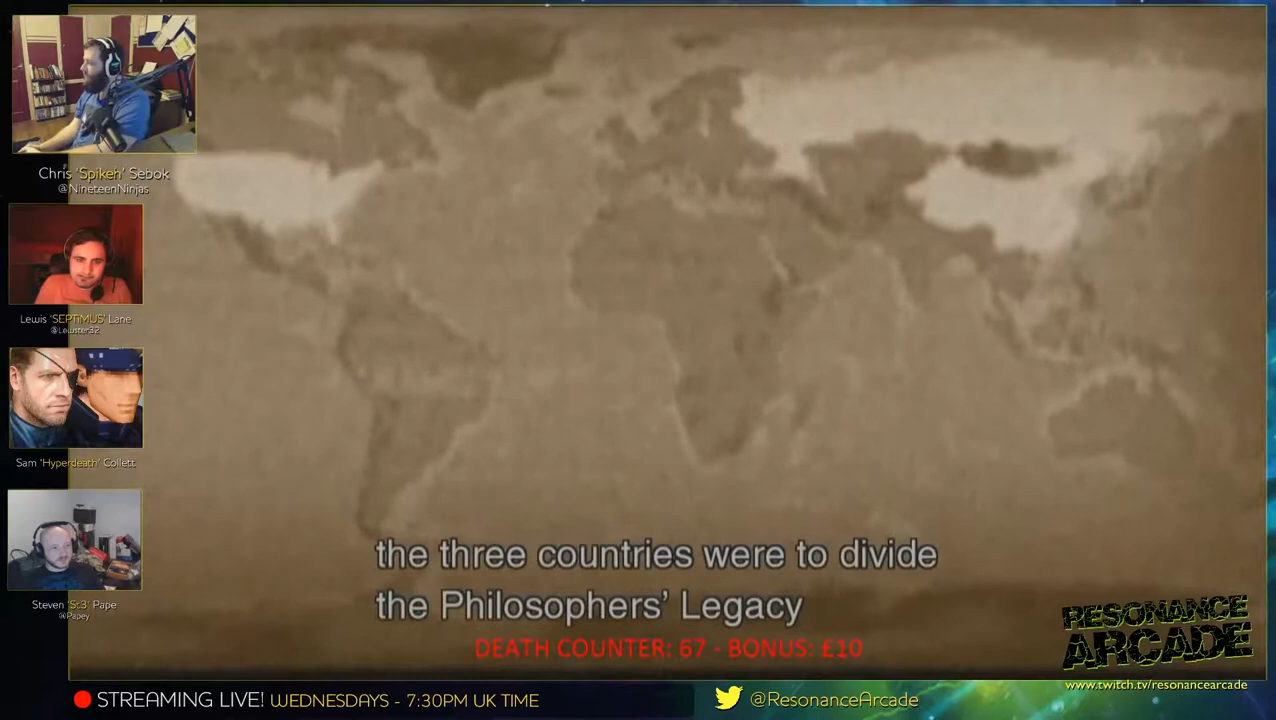 Chris 'Spikeh' Sebok
@NineteenNinjas
Lewis 'SEPTiMUS' Lane
@Lewster32
Sam 'Hyperdeath' Collett
Steven 'St3' Pape
@Papey
the three countries were to divide
the Philosophers' Legacy
DEATH COUNTER: 67 - BONUS: £10
RESONANCE
ARCADE
www.twitch.tv/resonancearcade
STREAMING LIVE! WEDNESDAYS - 7:30PM UK TIME
@ResonanceArcade